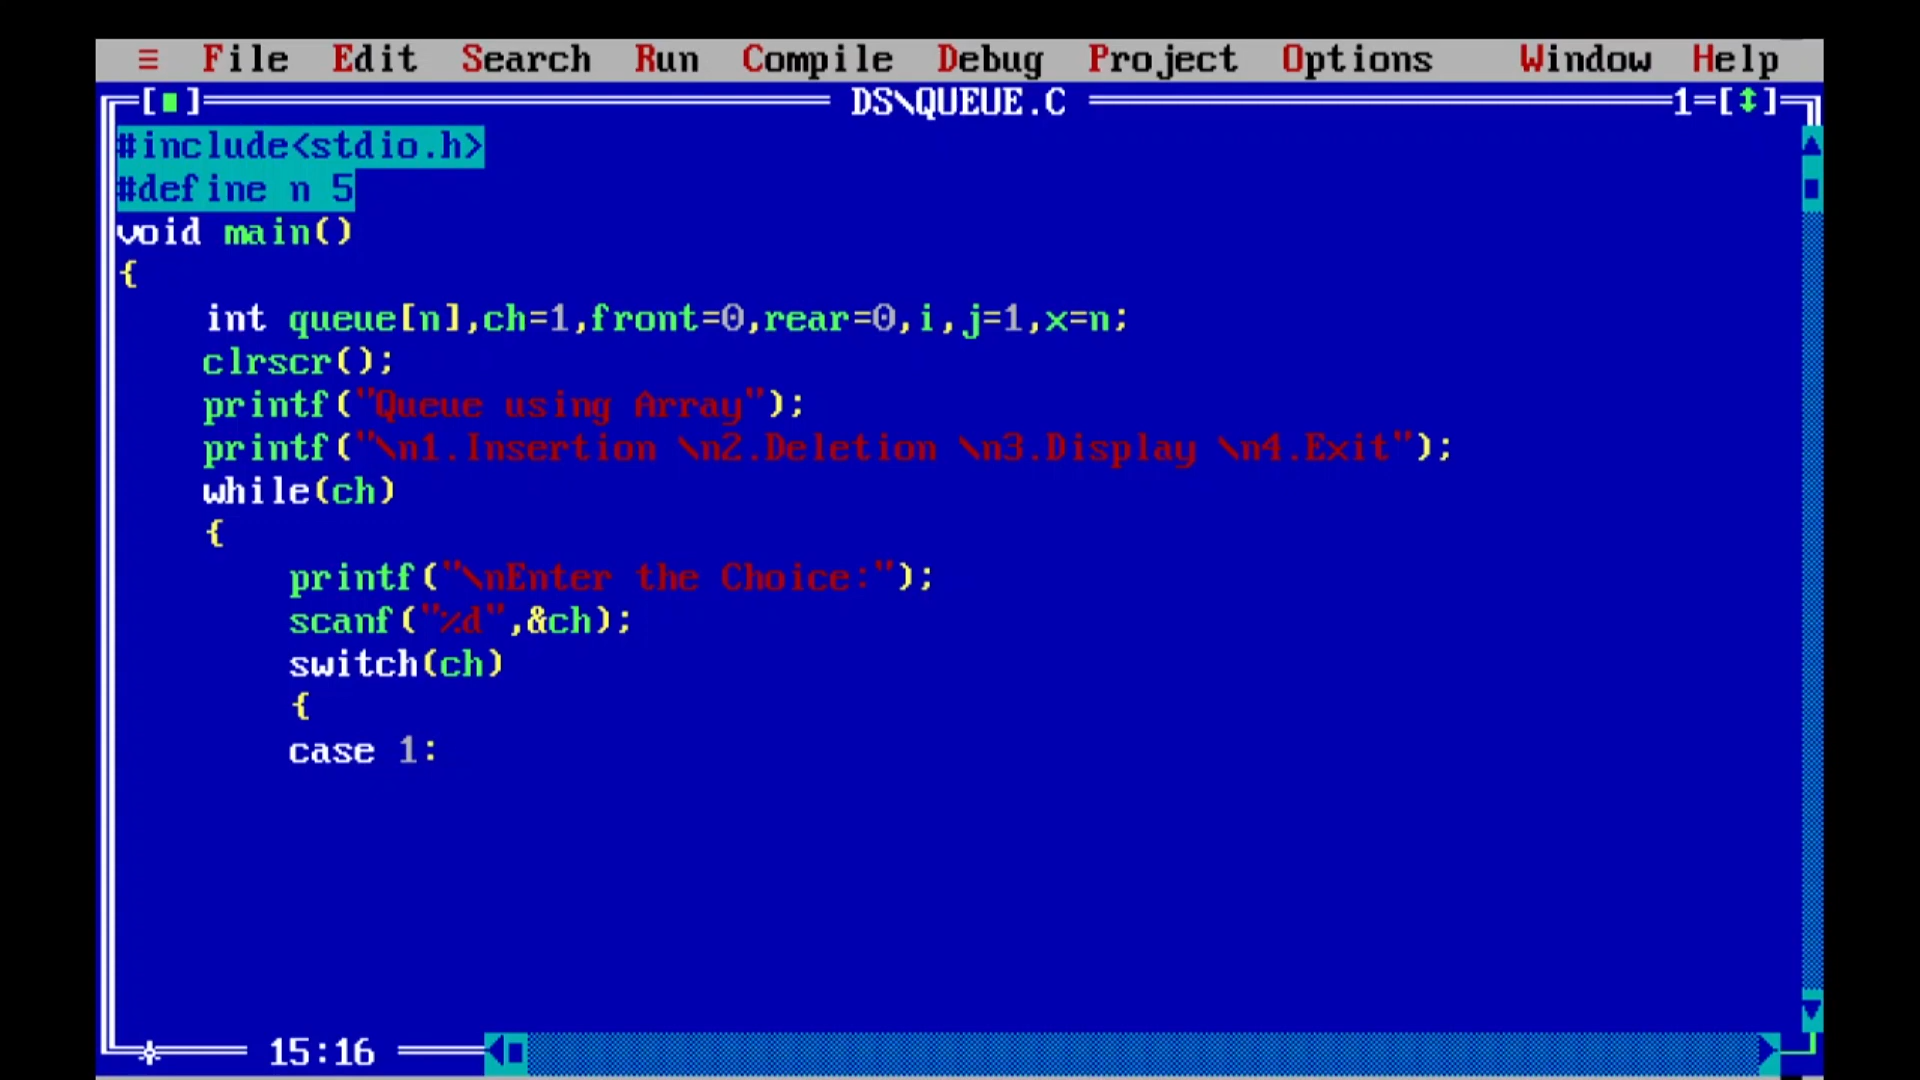 ≡ File Edit Search Run Compile Debug Project Options Window Help
[■] DS\QUEUE.C 1=[↕]
#include<stdio.h>
#define n 5
void main()
{
int queue[n],ch=1,front=0,rear=0,i,j=1,x=n;
clrscr();
printf("Queue using Array");
printf("\n1.Insertion \n2.Deletion \n3.Display \n4.Exit");
while(ch)
{
printf("\nEnter the Choice:");
scanf("%d",&ch);
switch(ch)
{
case 1:
15:16